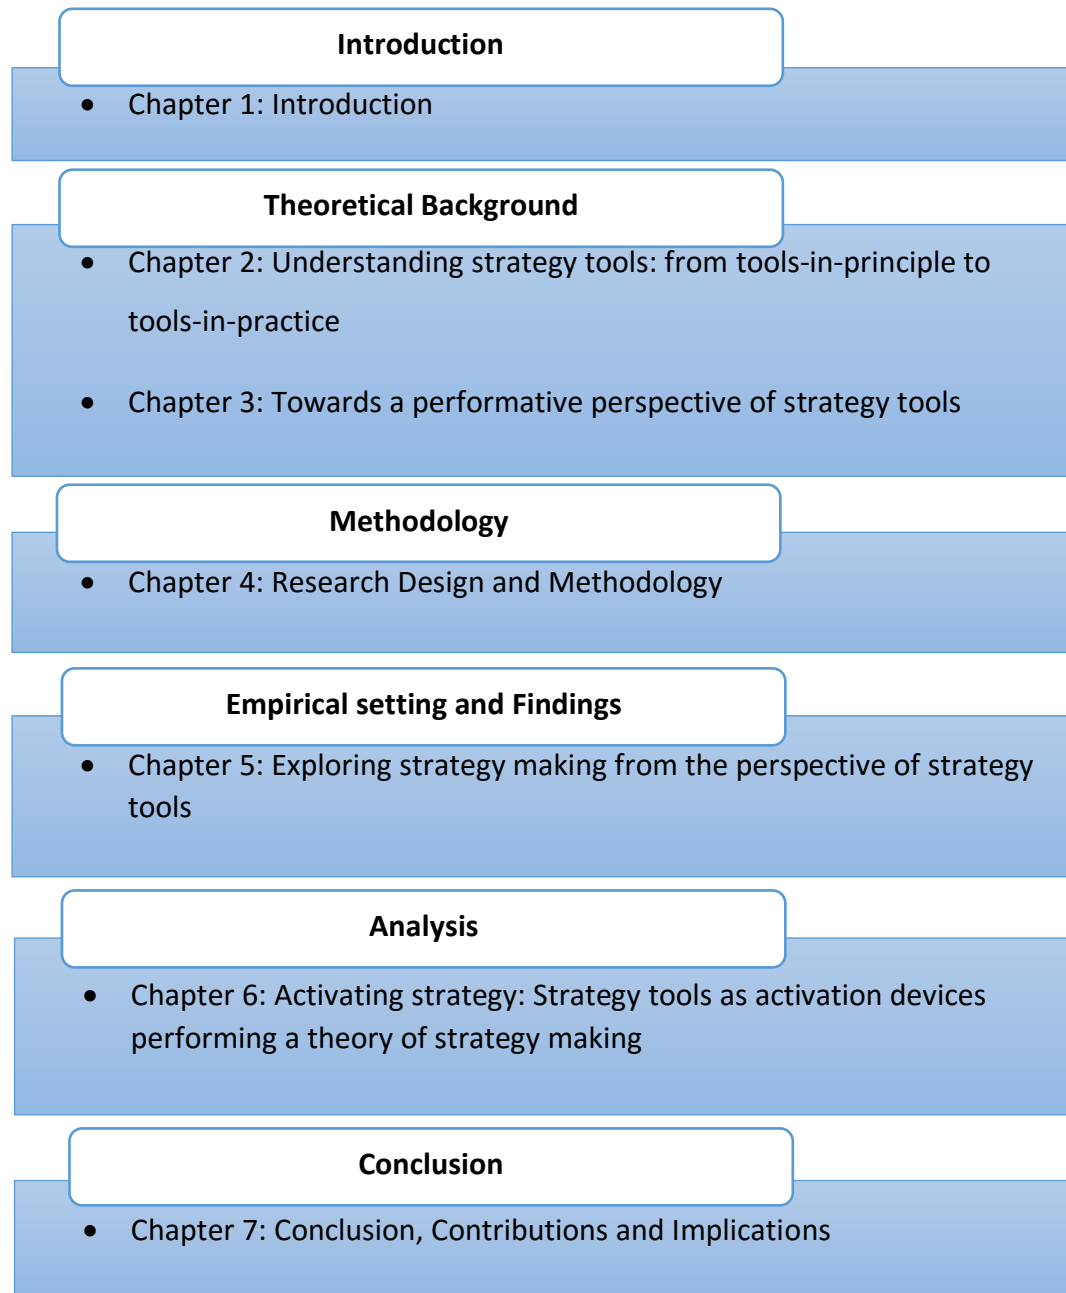 Introduction
• Chapter 1: Introduction
Theoretical Background
• Chapter 2: Understanding strategy tools: from tools-in-principle to
tools-in-practice
• Chapter 3: Towards a performative perspective of strategy tools
Methodology
• Chapter 4: Research Design and Methodology
Empirical setting and Findings
• Chapter 5: Exploring strategy making from the perspective of strategy
tools
Analysis
• Chapter 6: Activating strategy: Strategy tools as activation devices
performing a theory of strategy making
Conclusion
• Chapter 7: Conclusion, Contributions and Implications